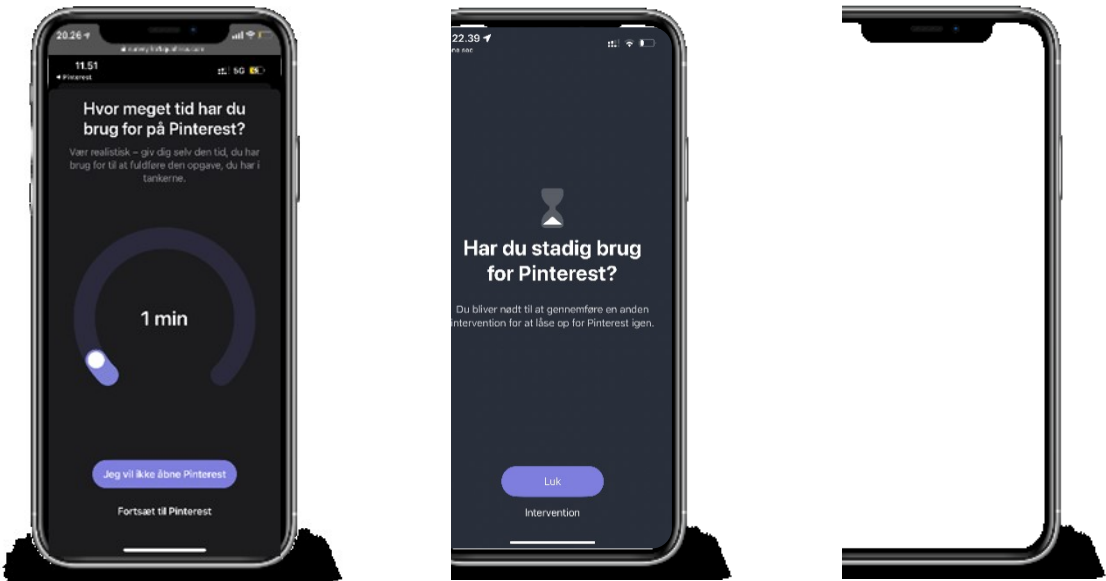 20.26
11.51
5G
◂ Pinterest
Hvor meget tid har du
brug for på Pinterest?
Vær realistisk – giv dig selv den tid, du har
brug for til at fuldføre den opgave, du har i
tankerne.
1 min
Jeg vil ikke åbne Pinterest
Fortsæt til Pinterest
22.39
Har du stadig brug
for Pinterest?
Du bliver nødt til at gennemføre en anden
intervention for at låse op for Pinterest igen.
Luk
Intervention